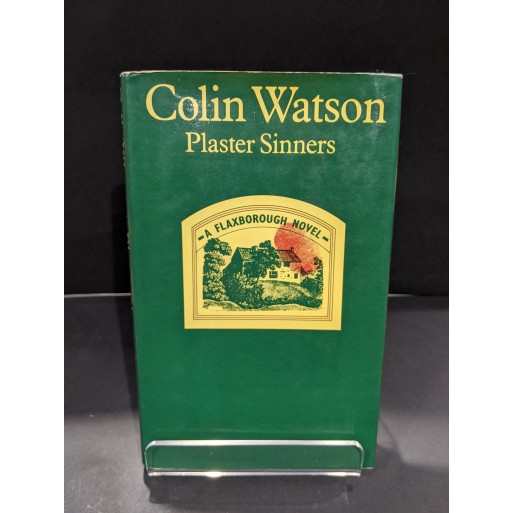 Colin Watson
Plaster Sinners
-A FLAXBOROUGH NOVEL-